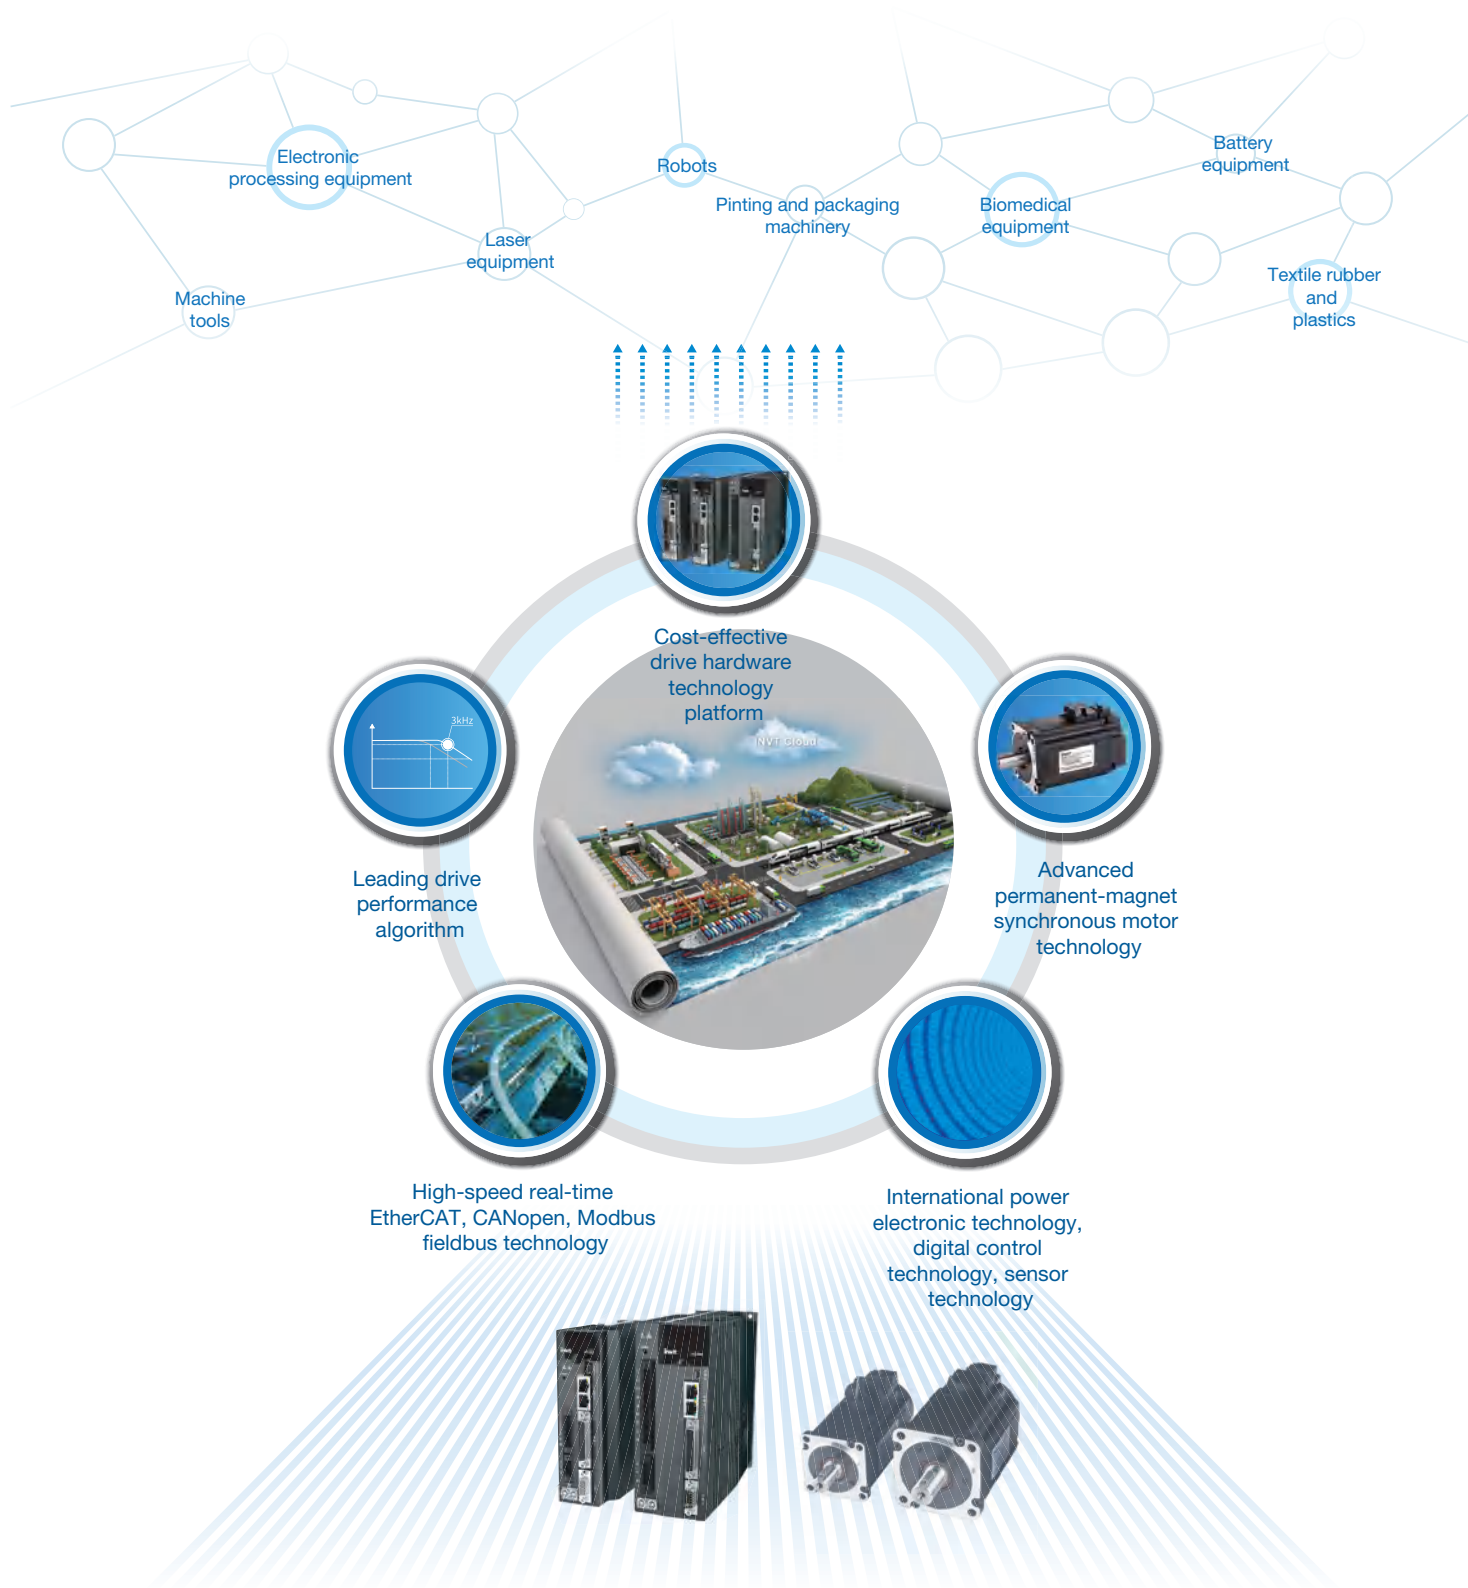 Electronic
processing equipment
Robots
Battery
equipment
Pinting and packaging
machinery
Biomedical
equipment
Laser
equipment
Textile rubber
and
plastics
Machine
tools
Cost-effective
drive hardware
technology
platform
3kHz
NVT Cloud
Leading drive
performance
algorithm
Advanced
permanent-magnet
synchronous motor
technology
High-speed real-time
EtherCAT, CANopen, Modbus
fieldbus technology
International power
electronic technology,
digital control
technology, sensor
technology